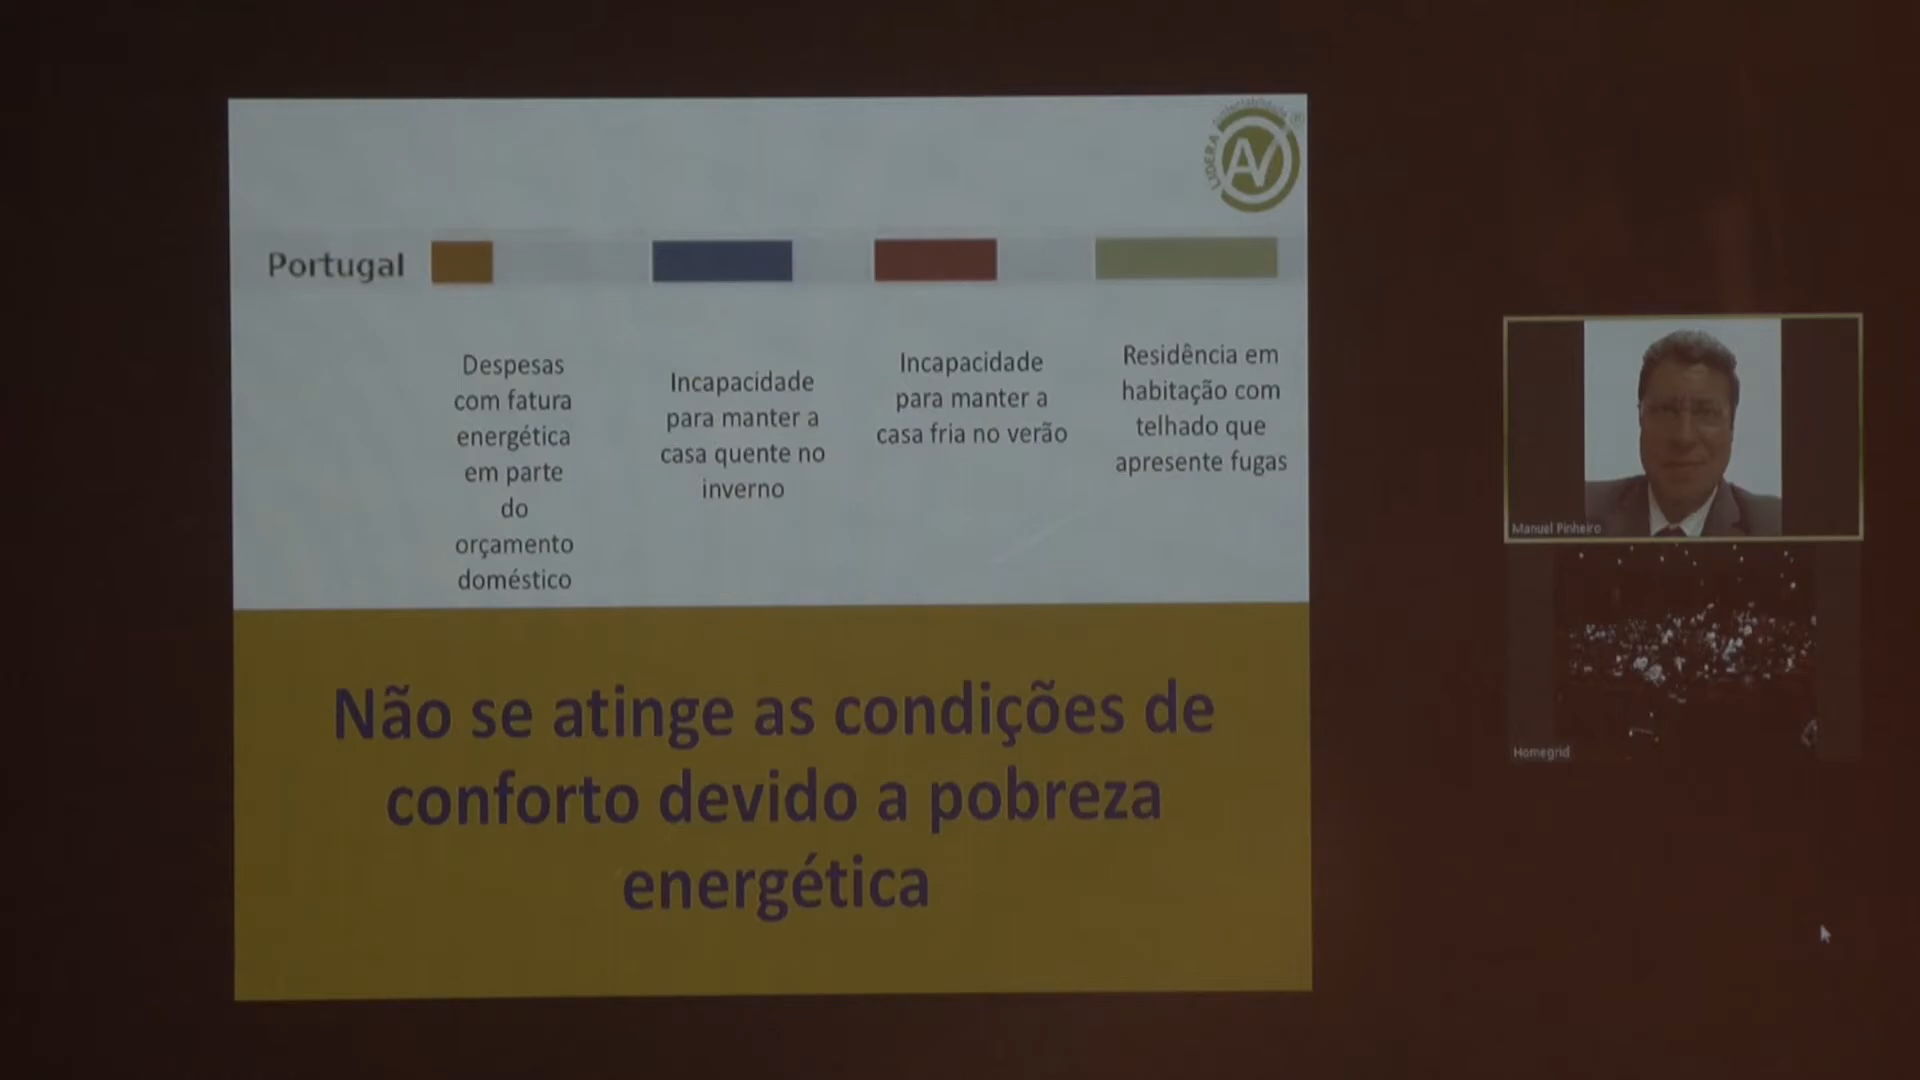 Sustentabilidade
LIDERA
®
Portugal
Despesas
com fatura
energética
em parte
do
orçamento
doméstico
Incapacidade
para manter a
casa quente no
inverno
Incapacidade
para manter a
casa fria no verão
Residência em
habitação com
telhado que
apresente fugas
Não se atinge as condições de
conforto devido a pobreza
energética
Manuel Pinheiro
Homegrid